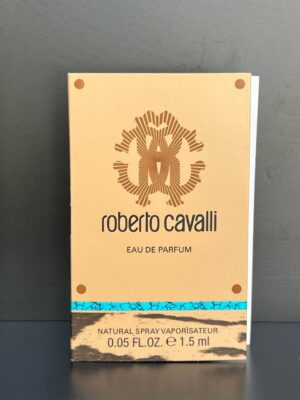 roberto cavalli
EAU DE PARFUM
NATURAL SPRAY VAPORISATEUR
0.05 FL.OZ. ℮ 1.5 ml